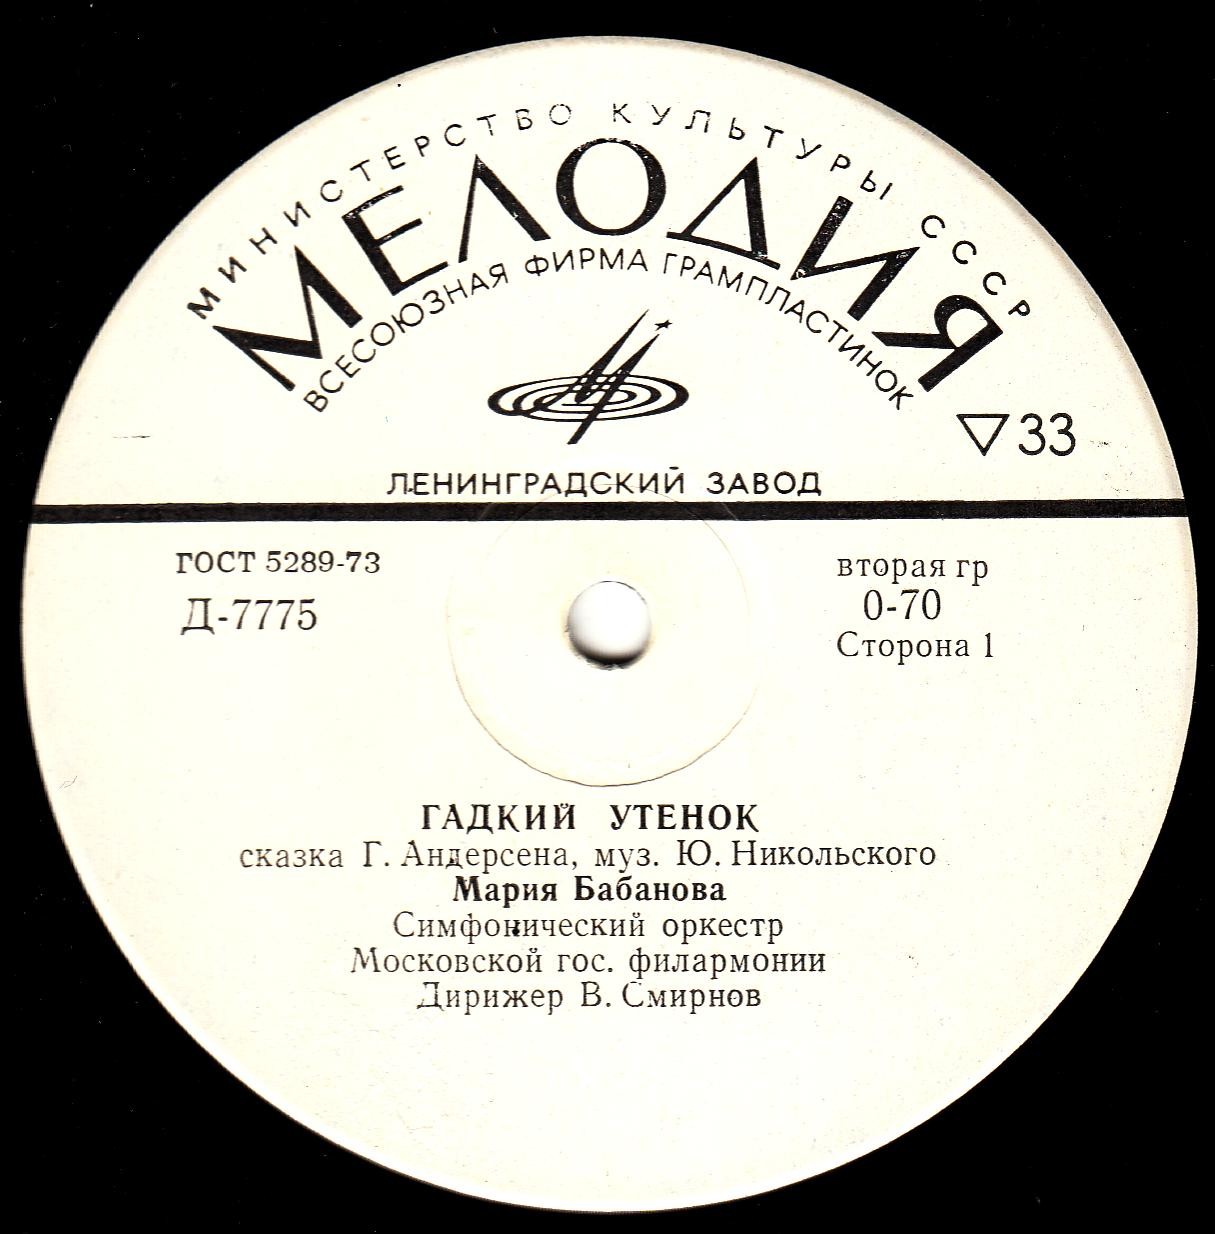 МИНИСТЕРСТВО КУЛЬТУРЫ СССР
МЕЛОДИЯ
ВСЕСОЮЗНАЯ ФИРМА ГРАМПЛАСТИНОК
33
ЛЕНИНГРАДСКИЙ ЗАВОД
ГОСТ 5289-73
Д-7775
вторая гр
0-70
Сторона 1
ГАДКИЙ УТЕНОК
сказка Г. Андерсена, муз. Ю. Никольского
Мария Бабанова
Симфонический оркестр
Московской гос. филармонии
Дирижер В. Смирнов